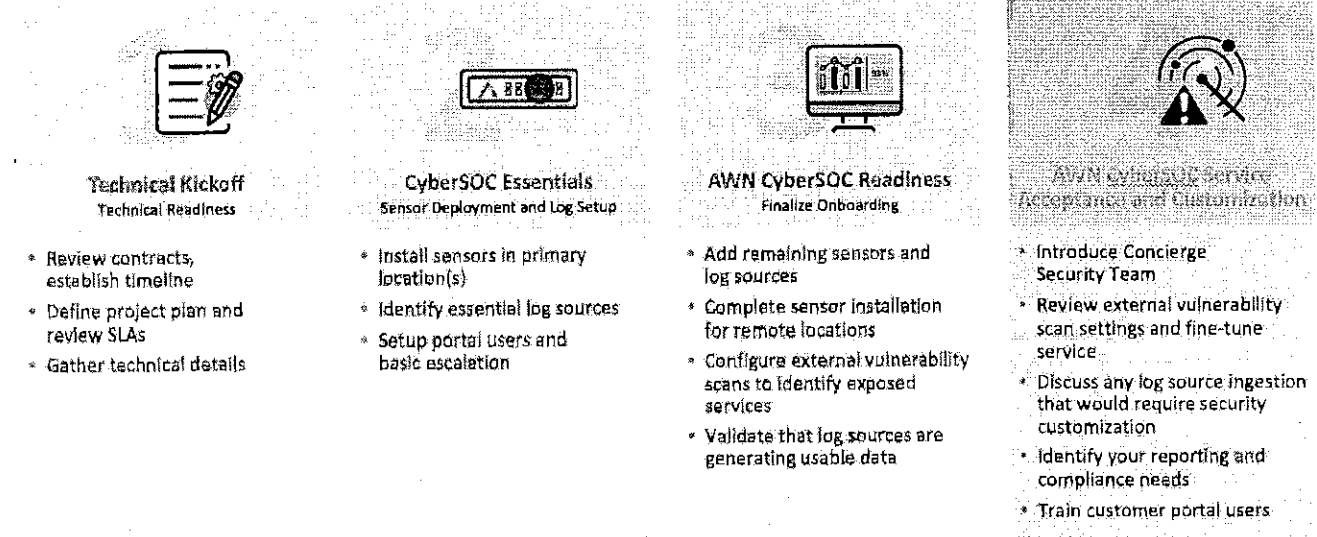 Technical Kickoff
Technical Readiness
* Review contracts,
establish timeline
* Define project plan and
review SLAs
* Gather technical details
CyberSOC Essentials
Sensor Deployment and Log Setup
* Install sensors in primary
location(s)
* Identify essential log sources
* Setup portal users and
basic escalation
AWN CyberSOC Readiness
Finalize Onboarding
* Add remaining sensors and
log sources
* Complete sensor installation
for remote locations
* Configure external vulnerability
scans to identify exposed
services
* Validate that log sources are
generating usable data
AWN CyberSOC Service
Acceptance and Customization
* Introduce Concierge
Security Team
* Review external vulnerability
scan settings and fine-tune
service
* Discuss any log source ingestion
that would require security
customization
* Identify your reporting and
compliance needs
* Train customer portal users